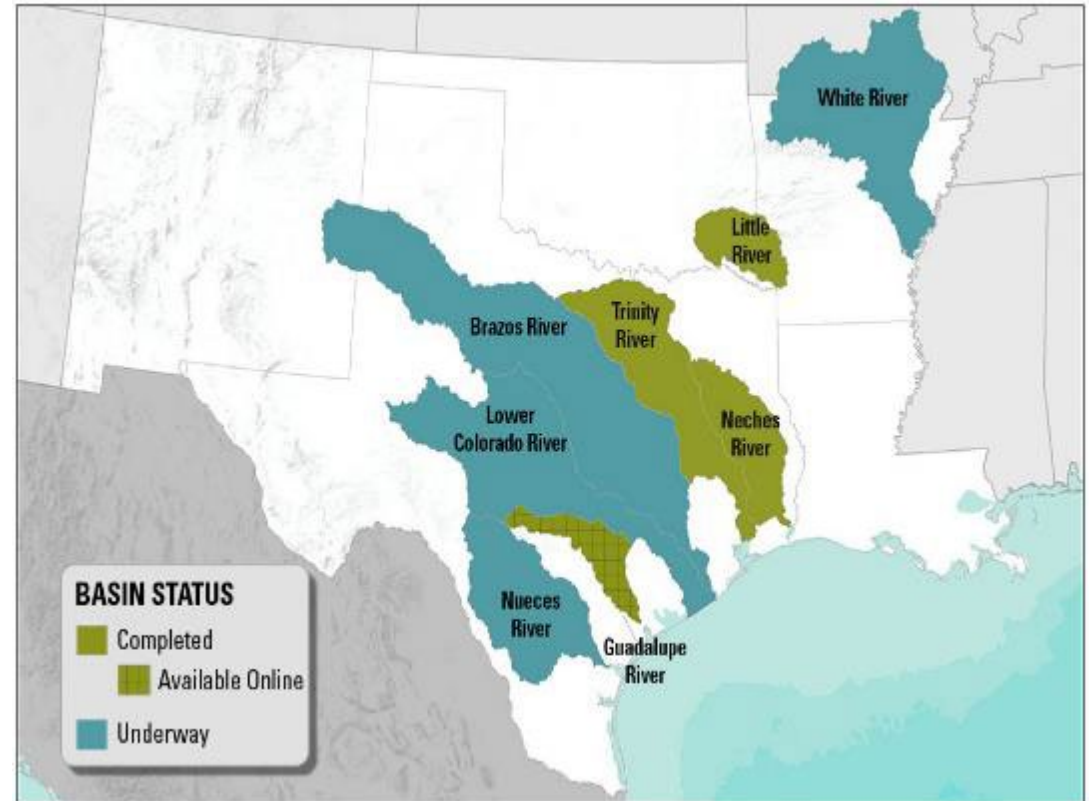 White River
Little
River
Trinity
River
Brazos River
Lower
Colorado River
Neches
River
Nueces
River
Guadalupe
River
BASIN STATUS
Completed
Available Online
Underway